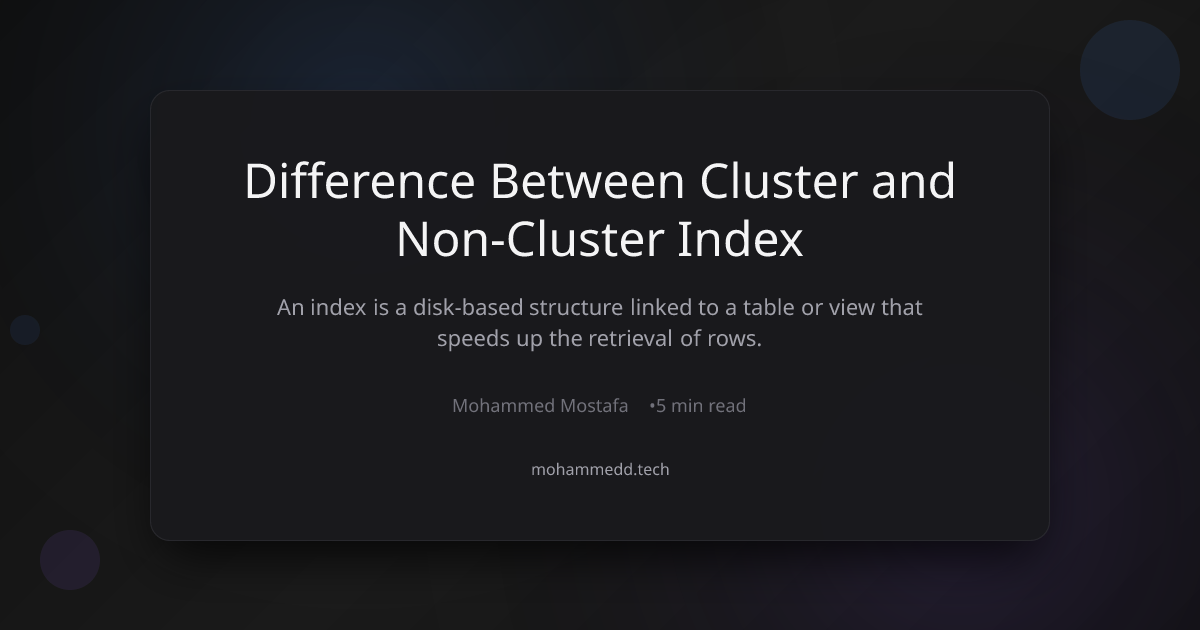 Difference Between Cluster and
Non-Cluster Index
An index is a disk-based structure linked to a table or view that
speeds up the retrieval of rows.
Mohammed Mostafa •5 min read
mohammedd.tech